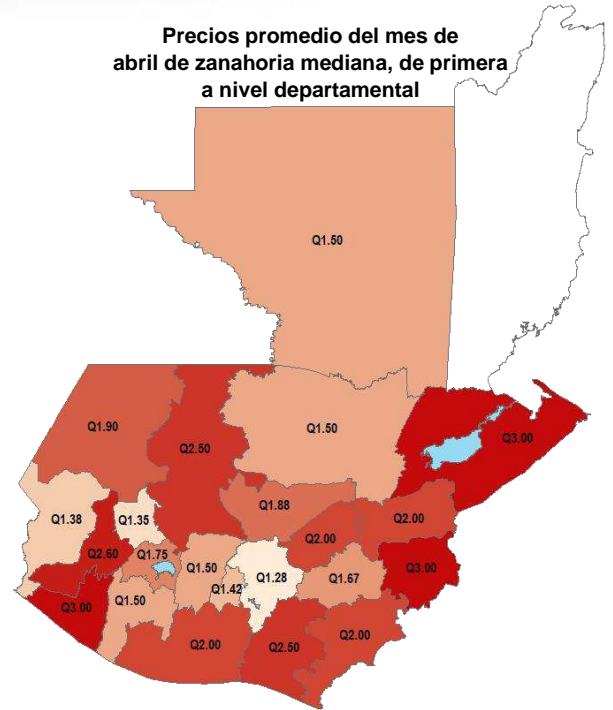 Precios promedio del mes de
abril de zanahoria mediana, de primera
a nivel departamental
Q1.50
Q1.90
Q2.50
Q1.50
Q3.00
Q1.38
Q1.35
Q1.88
Q2.00
Q2.60
Q1.75
Q2.00
Q1.50
Q1.28
Q1.67
Q3.00
Q3.00
Q1.50
Q1.42
Q2.00
Q2.50
Q2.00